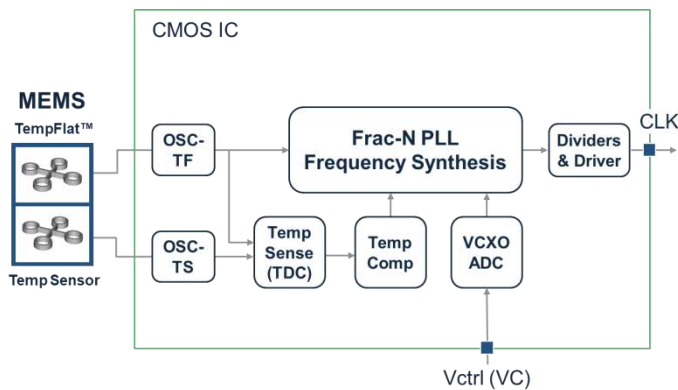 CMOS IC
MEMS
TempFlat™
Temp Sensor
OSC-
TF
OSC-
TS
Temp
Sense
(TDC)
Temp
Comp
Frac-N PLL
Frequency Synthesis
VCXO
ADC
Dividers
& Driver
CLK
Vctrl (VC)